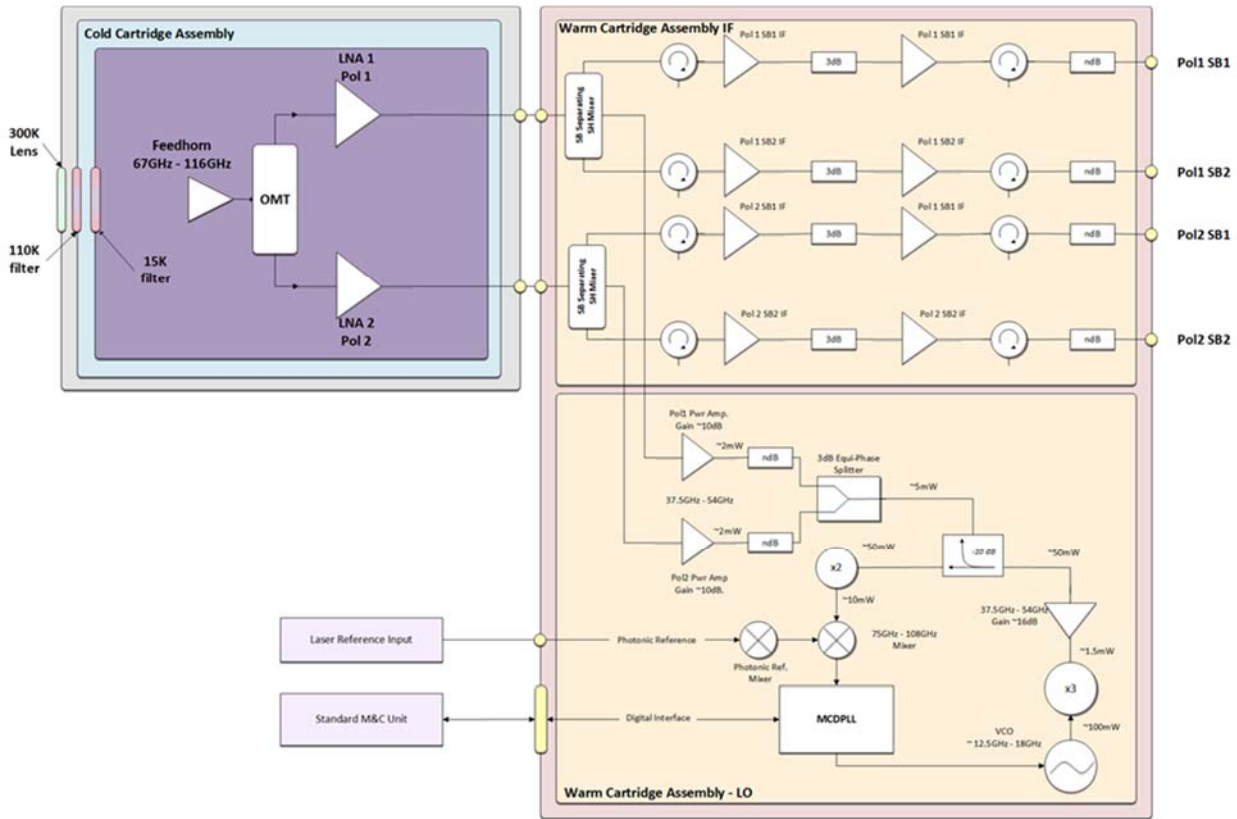 Cold Cartridge Assembly
LNA 1
Pol 1
300K
Lens
Feedhorn
67GHz - 116GHz
OMT
110K
filter
15K
filter
LNA 2
Pol 2
Warm Cartridge Assembly IF
SB Separating
SH Mixer
Pol 1 SB1 IF
3dB
Pol 1 SB1 IF
ndB
Pol1 SB1
Pol 1 SB2 IF
3dB
Pol 1 SB2 IF
ndB
Pol1 SB2
SB Separating
SH Mixer
Pol 2 SB1 IF
3dB
Pol 1 SB1 IF
ndB
Pol2 SB1
Pol 2 SB2 IF
3dB
Pol 2 SB2 IF
ndB
Pol2 SB2
Pol1 Pwr Amp.
Gain ~10dB
~2mW
ndB
3dB Equi-Phase
Splitter
~5mW
37.5GHz - 54GHz
~2mW
ndB
Pol2 Pwr Amp
Gain ~10dB.
~50mW
-20 dB
~50mW
x2
~10mW
37.5GHz - 54GHz
Gain ~16dB
~1.5mW
Laser Reference Input
Photonic Reference
Photonic Ref.
Mixer
75GHz - 108GHz
Mixer
x3
~100mW
Standard M&C Unit
Digital Interface
MCDPLL
VCO
~ 12.5GHz - 18GHz
Warm Cartridge Assembly - LO